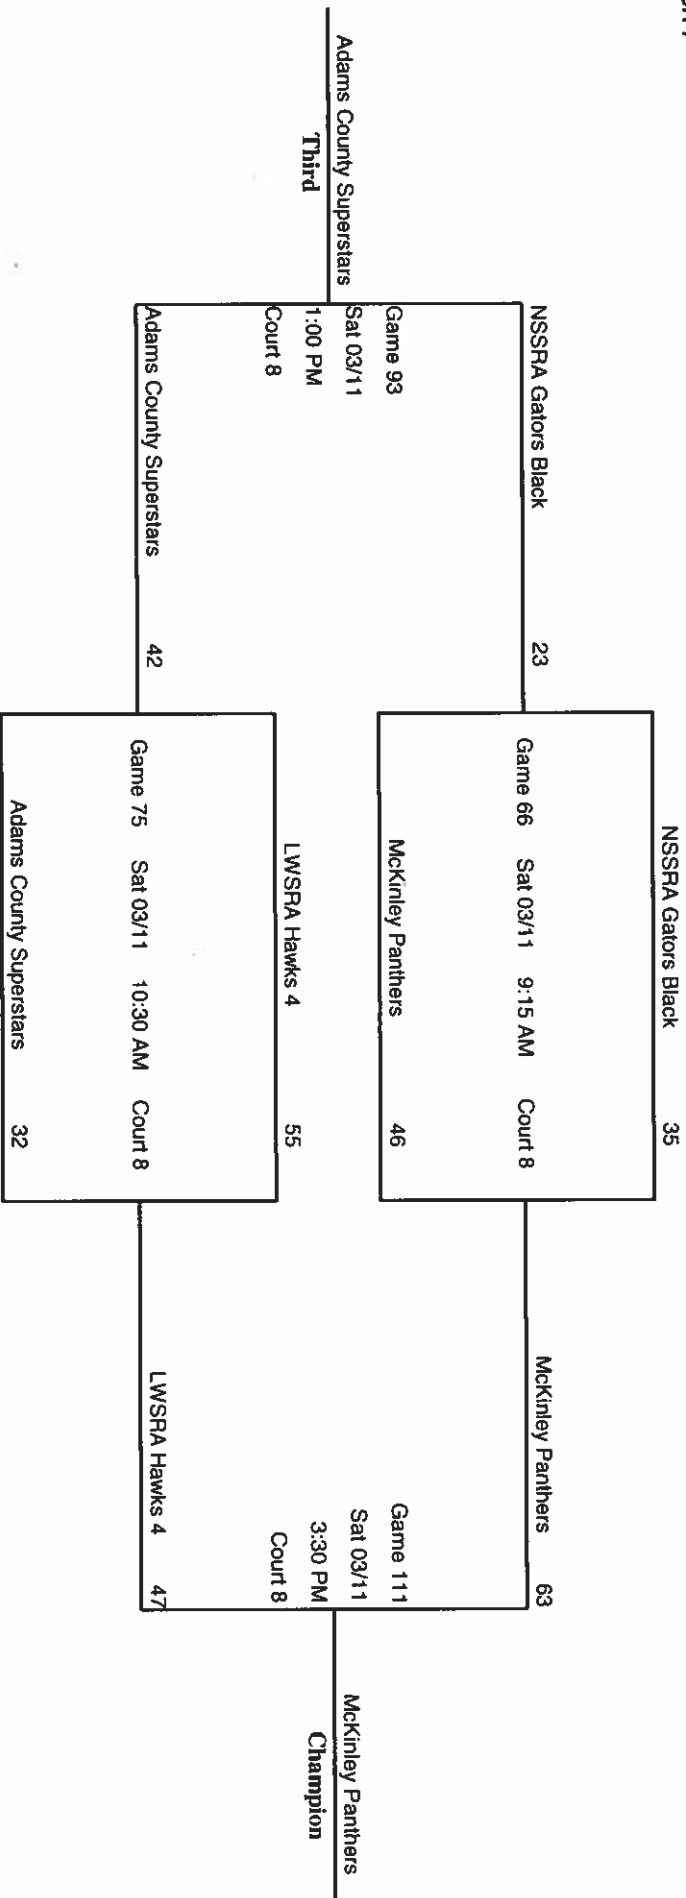 NSSRA Gators Black 35
Game 66 Sat 03/11 9:15 AM Court 8
McKinley Panthers 46
NSSRA Gators Black 23
McKinley Panthers 63
Game 93
Sat 03/11
1:00 PM
Court 8
Adams County Superstars
Third
Game 111
Sat 03/11
3:30 PM
Court 8
McKinley Panthers
Champion
LWSRA Hawks 4 55
Game 75 Sat 03/11 10:30 AM Court 8
Adams County Superstars 32
Adams County Superstars 42
LWSRA Hawks 4 47